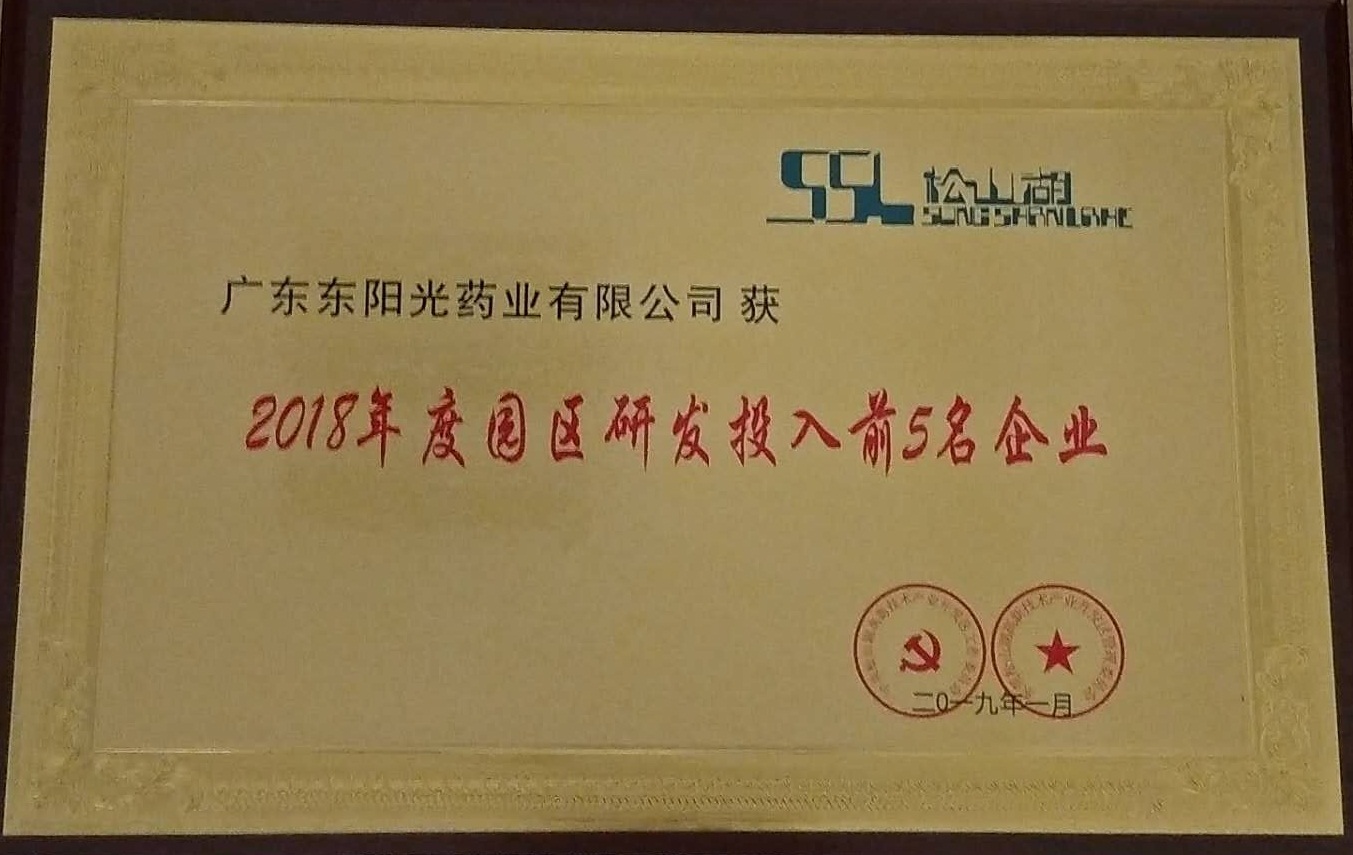 SSL 松山湖
SONGSHANLAKE
广东东阳光药业有限公司 获
2018年度园区研发投入前5名企业
二0一九年一月